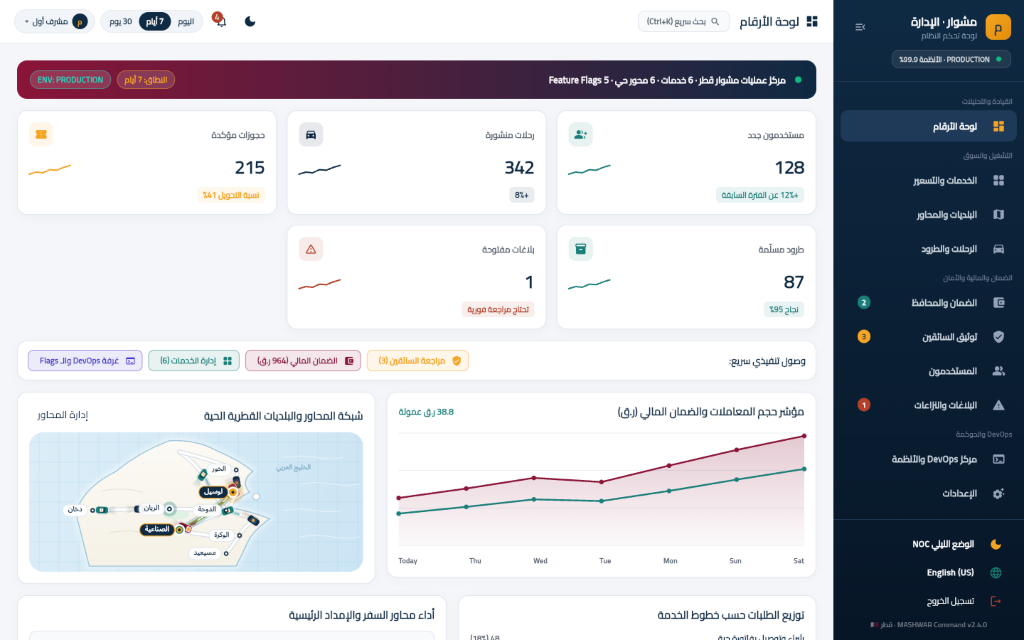 م
مشوار · الإدارة
لوحة تحكم النظام
PRODUCTION · الأنظمة 99.9%
القيادة والتحليلات
لوحة الأرقام
التشغيل والسوق
الخدمات والتسعير
البلديات والمحاور
الرحلات والطرود
الضمان والمالية والأمان
الضمان والمحافظ
2
توثيق السائقين
3
المستخدمون
البلاغات والنزاعات
1
DevOps والحوكمة
مركز DevOps والأنظمة
الإعدادات
الوضع الليلي NOC
English (US)
تسجيل الخروج
MASHWAR Command v2.4.0 · قطر
لوحة الأرقام
بحث سريع (Ctrl+K)
اليوم
7 أيام
30 يوم
4
م
مشرف أول
مركز عمليات مشوار قطر · 6 خدمات · 6 محور حي · 5 Feature Flags
النطاق: 7 أيام
ENV: PRODUCTION
مستخدمون جدد
128
+12% عن الفترة السابقة
رحلات منشورة
342
+8%
حجوزات مؤكدة
215
نسبة التحويل 41%
طرود مسلّمة
87
نجاح 95%
بلاغات مفتوحة
1
تحتاج مراجعة فورية
وصول تنفيذي سريع:
مراجعة السائقين (3)
الضمان المالي (964 ر.ق)
إدارة الخدمات (6)
غرفة DevOps والـ Flags
مؤشر حجم المعاملات والضمان المالي (ر.ق)
38.8 ر.ق عمولة
Today
Thu
Wed
Tue
Mon
Sun
Sat
شبكة المحاور والبلديات القطرية الحية
إدارة المحاور
الخليج العربي
الخور
لوسيل
الدوحة
الريان
دخان
الصناعية
الوكرة
مسيعيد
توزيع الطلبات حسب خطوط الخدمة
48 (18%)
أداء محاور السفر والإمداد الرئيسية